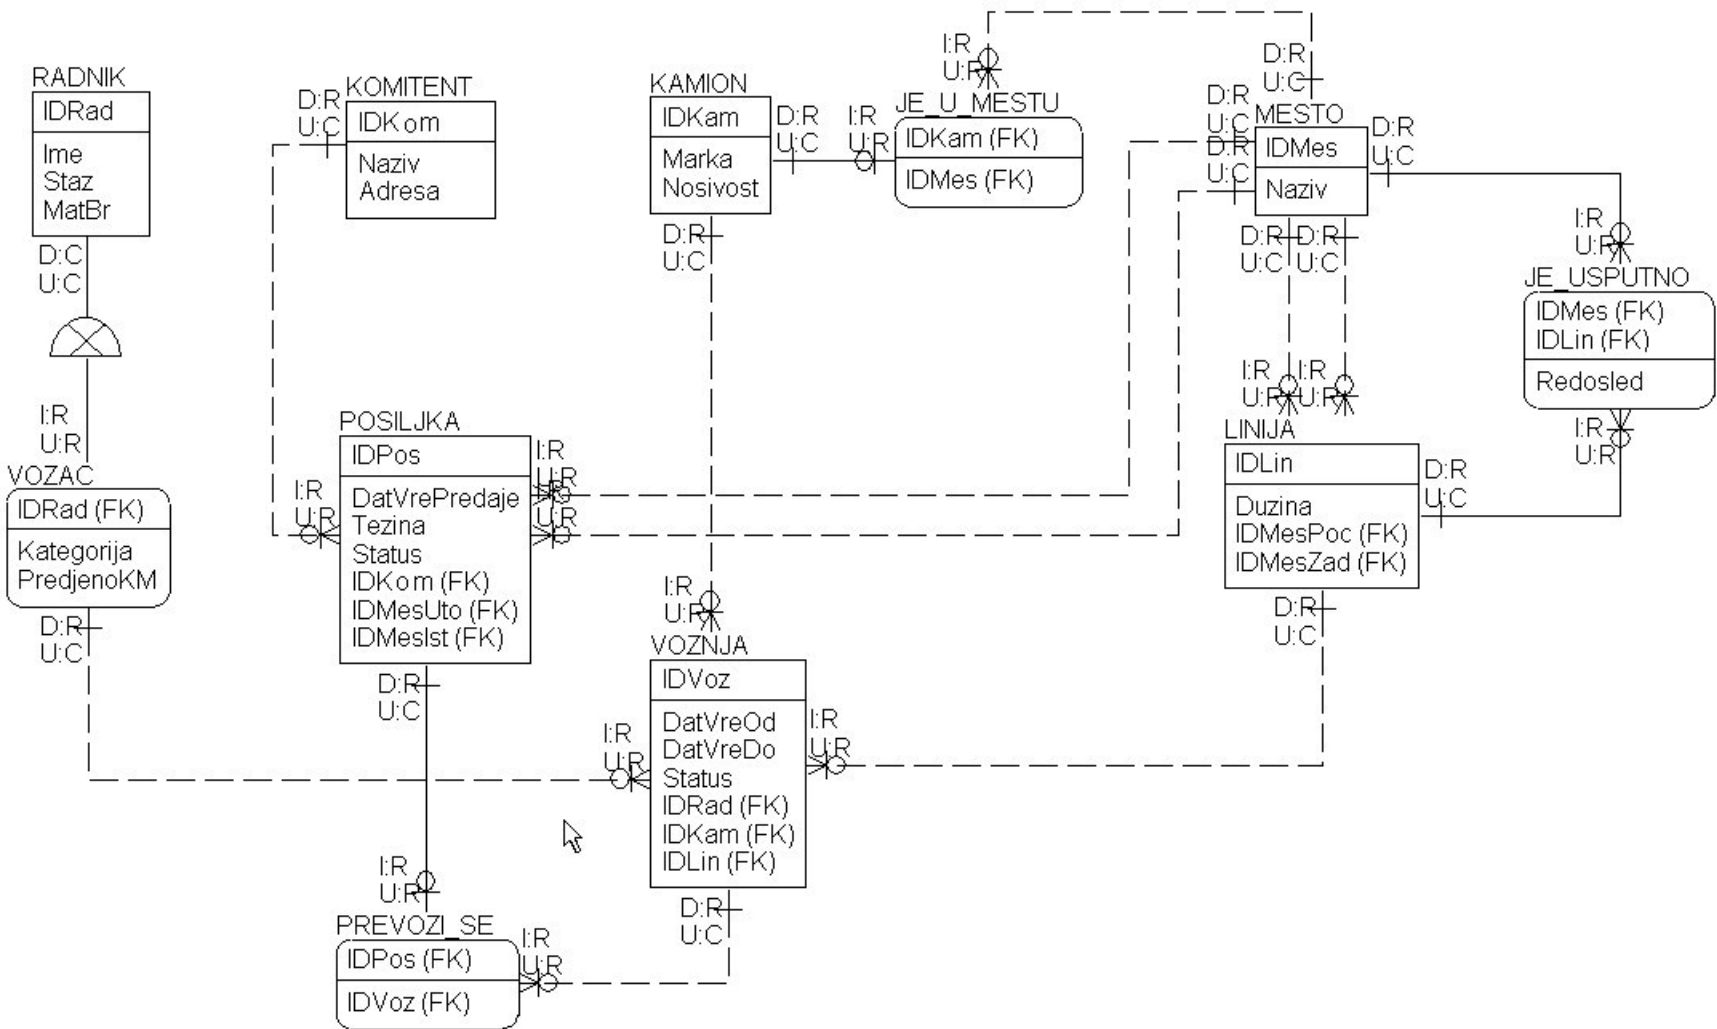 RADNIK
IDRad
Ime
Staz
MatBr
D:C
U:C
I:R
U:R
VOZAC
IDRad (FK)
Kategorija
PredjenoKM
D:R
U:C
KOMITENT
D:R
U:C
IDKom
Naziv
Adresa
KAMION
IDKam
Marka
Nosivost
D:R
U:C
I:R
U:R
D:R
U:C
I:R
U:R
JE_U_MESTU
IDKam (FK)
IDMes (FK)
D:R
U:C
D:R
U:C
D:R
U:C
MESTO
IDMes
Naziv
D:R
U:C
D:R
U:C
D:R
U:C
I:R
U:R
JE_USPUTNO
IDMes (FK)
IDLin (FK)
Redosled
I:R
U:R
I:R
U:R
I:R
U:R
LINIJA
IDLin
Duzina
IDMesPoc (FK)
IDMesZad (FK)
D:R
U:C
D:R
U:C
POSILJKA
IDPos
DatVrePredaje
Tezina
Status
IDKom (FK)
IDMesUto (FK)
IDMesIst (FK)
I:R
U:R
I:R
U:R
U:R
D:R
U:C
I:R
U:R
VOZNJA
IDVoz
DatVreOd
DatVreDo
Status
IDRad (FK)
IDKam (FK)
IDLin (FK)
I:R
U:R
I:R
U:R
D:R
U:C
I:R
U:R
PREVOZI_SE
IDPos (FK)
IDVoz (FK)
I:R
U:R